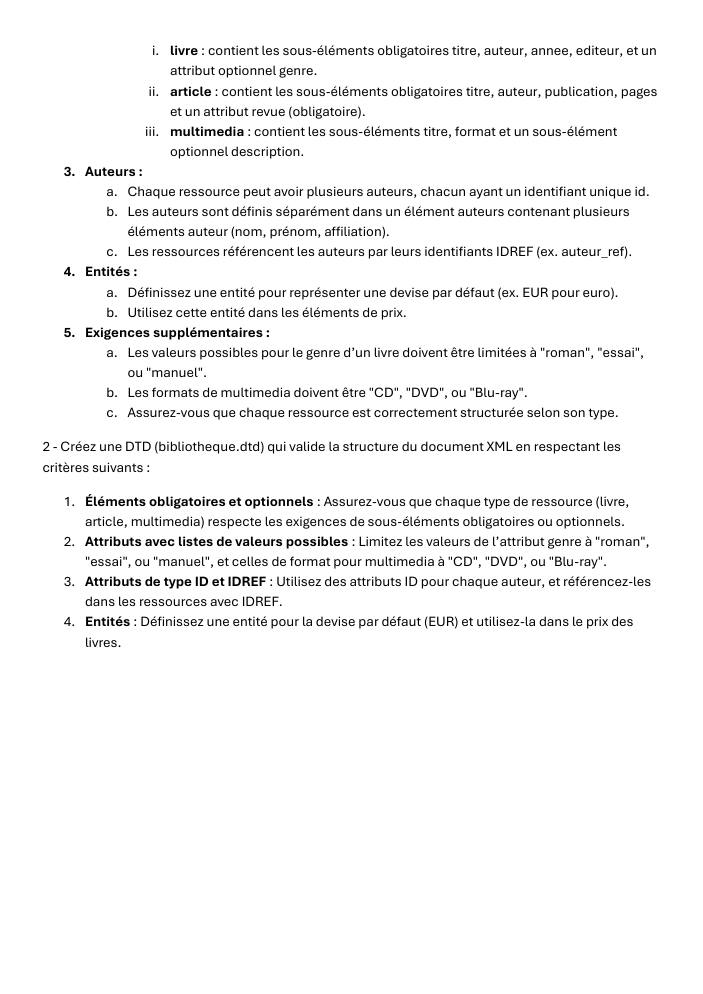 i. livre : contient les sous-éléments obligatoires titre, auteur, annee, editeur, et un
attribut optionnel genre.
ii. article : contient les sous-éléments obligatoires titre, auteur, publication, pages
et un attribut revue (obligatoire).
iii. multimedia : contient les sous-éléments titre, format et un sous-élément
optionnel description.
3. Auteurs :
a. Chaque ressource peut avoir plusieurs auteurs, chacun ayant un identifiant unique id.
b. Les auteurs sont définis séparément dans un élément auteurs contenant plusieurs
éléments auteur (nom, prénom, affiliation).
c. Les ressources référencent les auteurs par leurs identifiants IDREF (ex. auteur_ref).
4. Entités :
a. Définissez une entité pour représenter une devise par défaut (ex. EUR pour euro).
b. Utilisez cette entité dans les éléments de prix.
5. Exigences supplémentaires :
a. Les valeurs possibles pour le genre d’un livre doivent être limitées à "roman", "essai",
ou "manuel".
b. Les formats de multimedia doivent être "CD", "DVD", ou "Blu-ray".
c. Assurez-vous que chaque ressource est correctement structurée selon son type.
2 - Créez une DTD (bibliotheque.dtd) qui valide la structure du document XML en respectant les
critères suivants :
1. Éléments obligatoires et optionnels : Assurez-vous que chaque type de ressource (livre,
article, multimedia) respecte les exigences de sous-éléments obligatoires ou optionnels.
2. Attributs avec listes de valeurs possibles : Limitez les valeurs de l’attribut genre à "roman",
"essai", ou "manuel", et celles de format pour multimedia à "CD", "DVD", ou "Blu-ray".
3. Attributs de type ID et IDREF : Utilisez des attributs ID pour chaque auteur, et référencez-les
dans les ressources avec IDREF.
4. Entités : Définissez une entité pour la devise par défaut (EUR) et utilisez-la dans le prix des
livres.